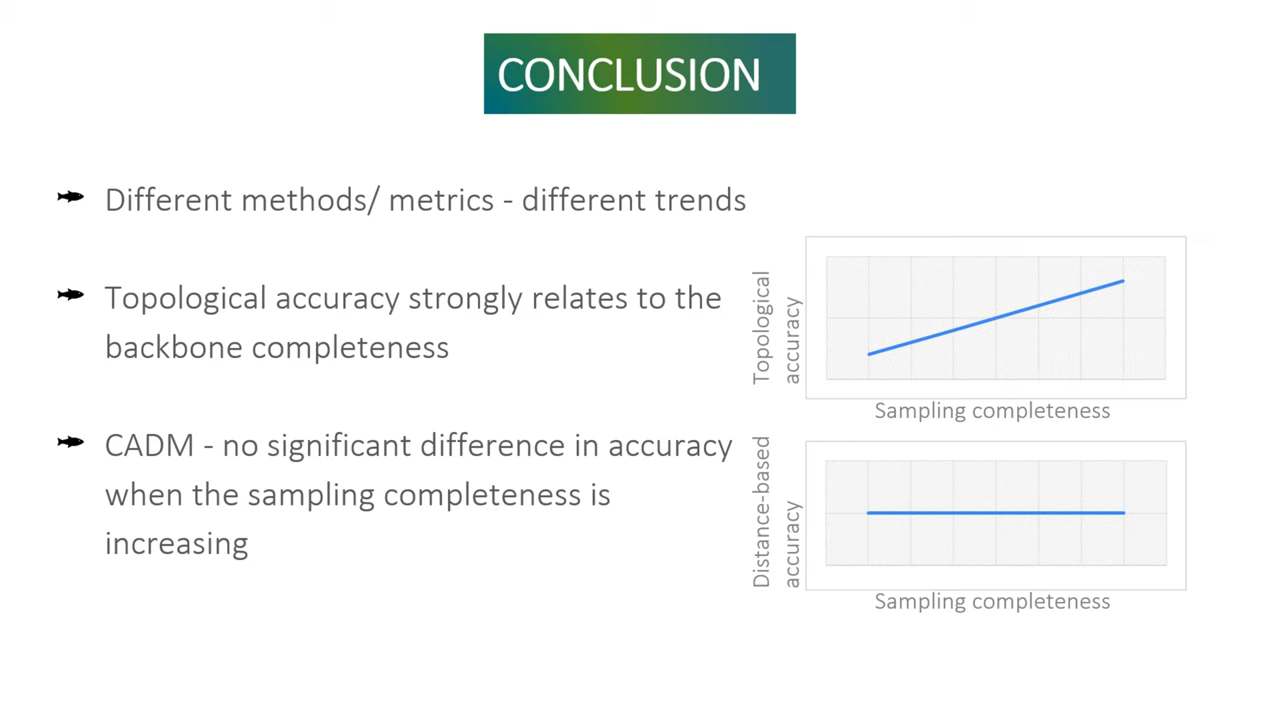 CONCLUSION
Different methods/ metrics - different trends
Topological accuracy strongly relates to the
backbone completeness
CADM - no significant difference in accuracy
when the sampling completeness is
increasing
Topological
accuracy
Sampling completeness
Distance-based
accuracy
Sampling completeness